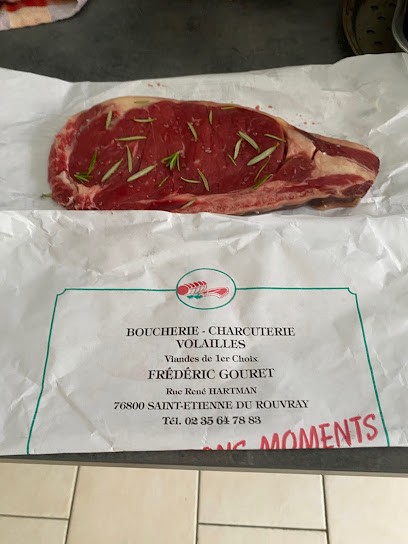 BOUCHERIE - CHARCUTERIE
VOLAILLES
Viandes de 1er Choix
FRÉDÉRIC GOURET
Rue René HARTMAN
76800 SAINT-ETIENNE DU ROUVRAY
Tél. 02 35 64 78 83
MOMENTS